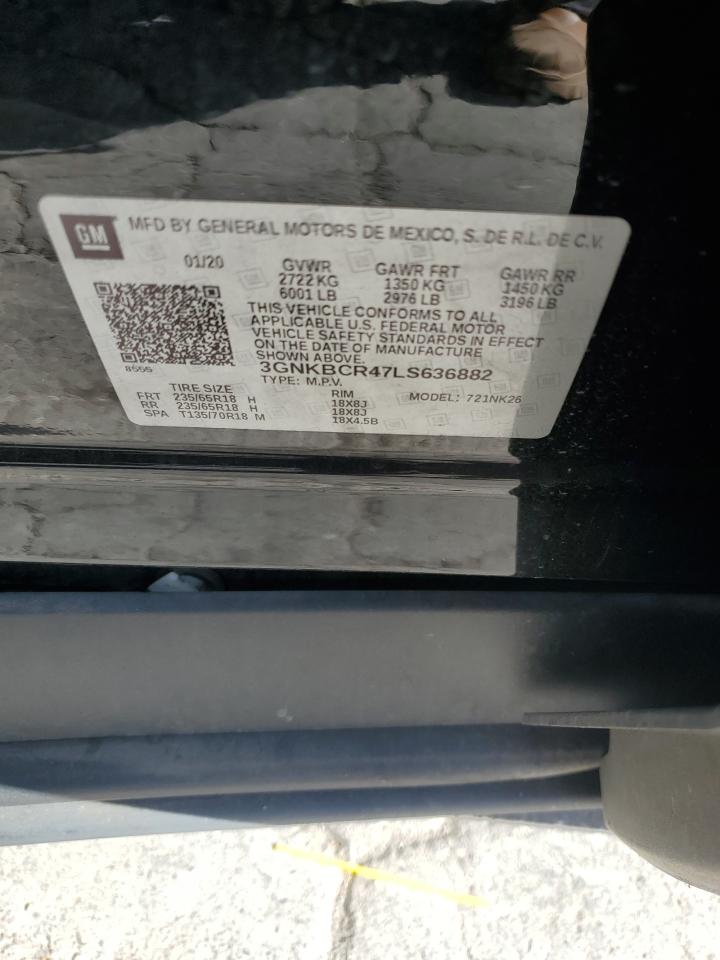 GM MFD BY GENERAL MOTORS DE MEXICO, S. DE R.L. DE C.V.
01/20 GVWR GAWR FRT GAWR RR
2722 KG 1350 KG 1450 KG
6001 LB 2976 LB 3196 LB
THIS VEHICLE CONFORMS TO ALL
APPLICABLE U.S. FEDERAL MOTOR
VEHICLE SAFETY STANDARDS IN EFFECT
ON THE DATE OF MANUFACTURE
SHOWN ABOVE.
3GNKBCR47LS636882
TYPE: M.P.V. MODEL: 721NK26
TIRE SIZE RIM
FRT 235/65R18 H 18X8J
RR 235/65R18 H 18X8J
SPA T135/70R18 M 18X4.5B